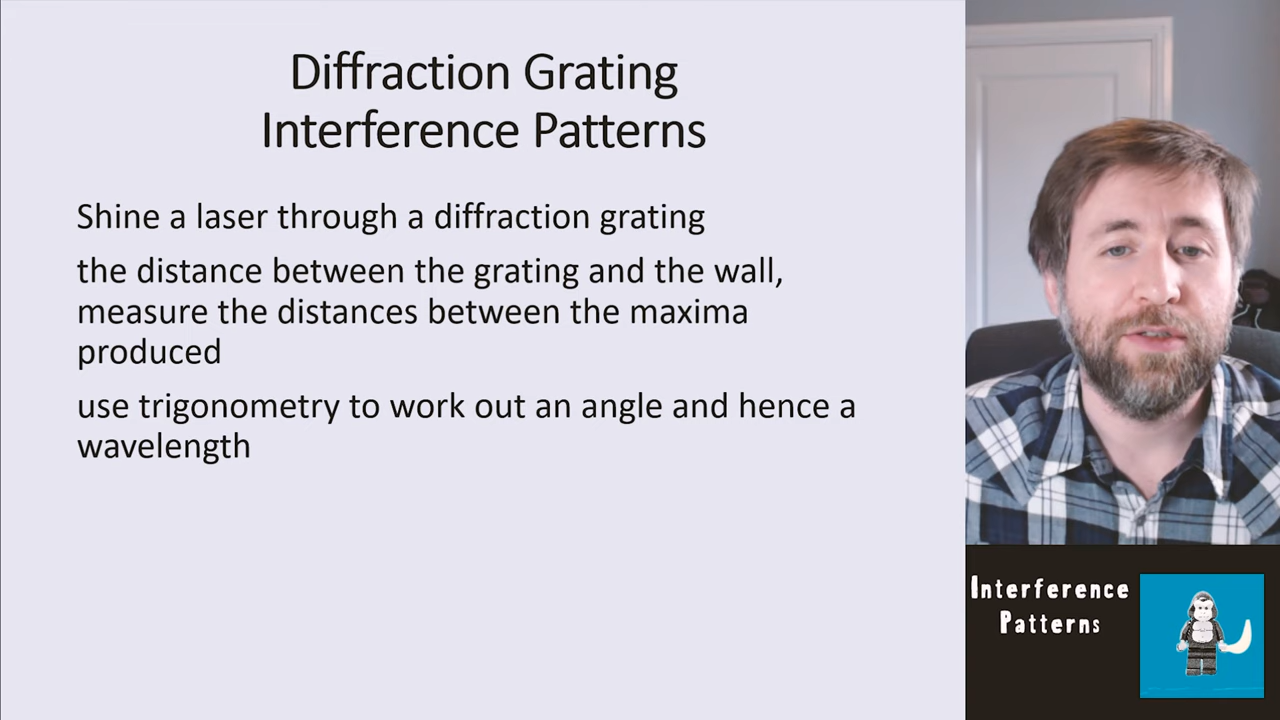 Diffraction Grating
Interference Patterns
Shine a laser through a diffraction grating
the distance between the grating and the wall,
measure the distances between the maxima
produced
use trigonometry to work out an angle and hence a
wavelength
Interference
Patterns